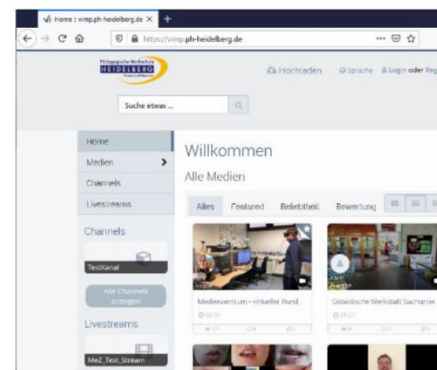 Home : vimp.ph-heidelberg.de
https://vimp.ph-heidelberg.de
Pädagogische Hochschule
HEIDELBERG
Hochladen
Sprache
Login oder Reg
Suche etwas ...
Home
Medien
Channels
Livestreams
Channels
TestKanal
Alle Channels
anzeigen
Livestreams
MeZ_Test_Stream
Willkommen
Alle Medien
Alles
Featured
Beliebtheit
Bewertung
Medienzentrum - virtueller Rund...
Didaktische Werkstatt Sachunter...